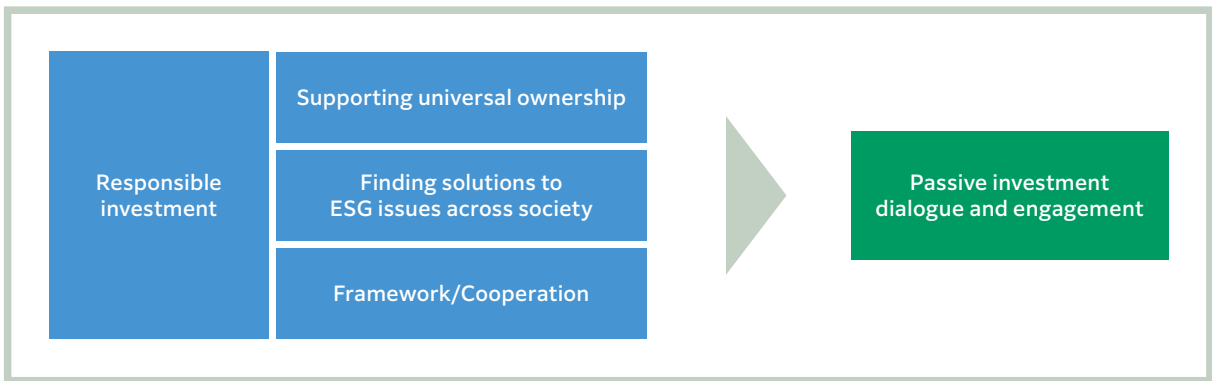 Responsible
investment
Supporting universal ownership
Finding solutions to
ESG issues across society
Framework/Cooperation
Passive investment
dialogue and engagement